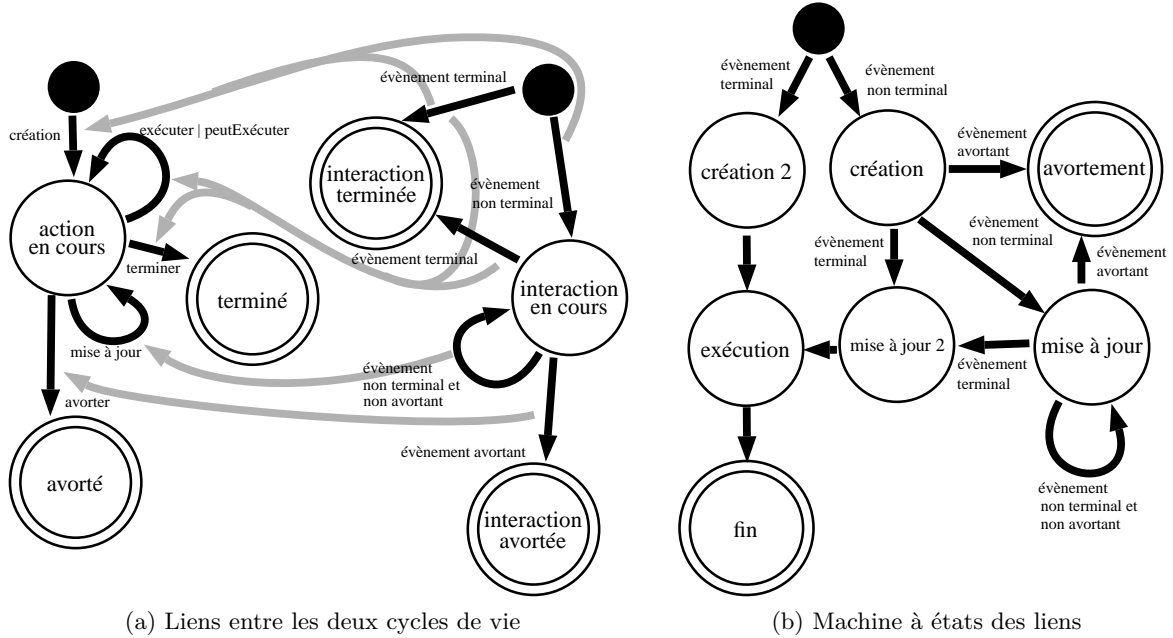 création
exécuter | peutExécuter
action
en cours
terminer
terminé
mise à jour
avorter
avorté
évènement terminal
interaction
terminée
évènement
non terminal
évènement terminal
interaction
en cours
évènement
non terminal et
non avortant
évènement avortant
interaction
avortée
(a) Liens entre les deux cycles de vie
évènement
terminal
évènement
non terminal
création 2
création
évènement
avortant
avortement
évènement
non terminal
évènement
terminal
évènement
avortant
exécution
mise à jour 2
mise à jour
évènement
terminal
évènement
non terminal et
non avortant
fin
(b) Machine à états des liens